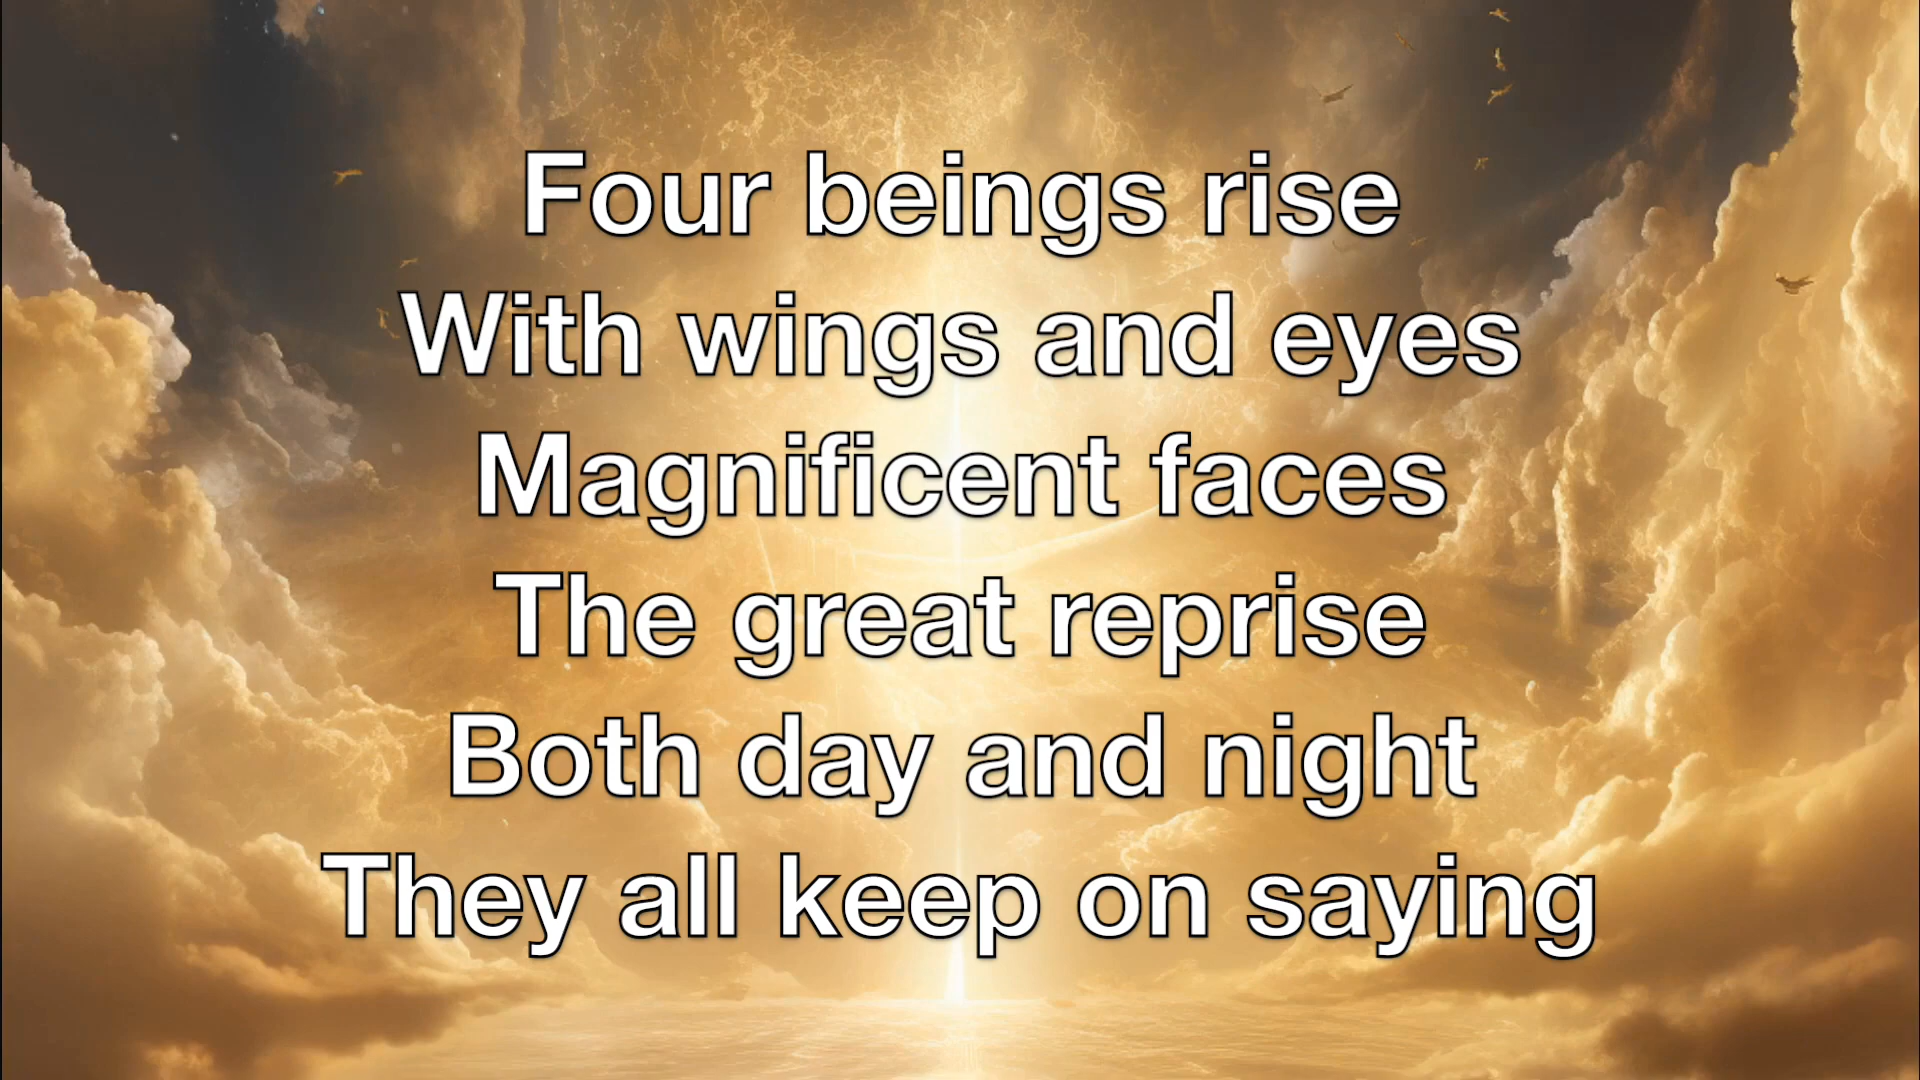 Four beings rise
With wings and eyes
Magnificent faces
The great reprise
Both day and night
They all keep on saying